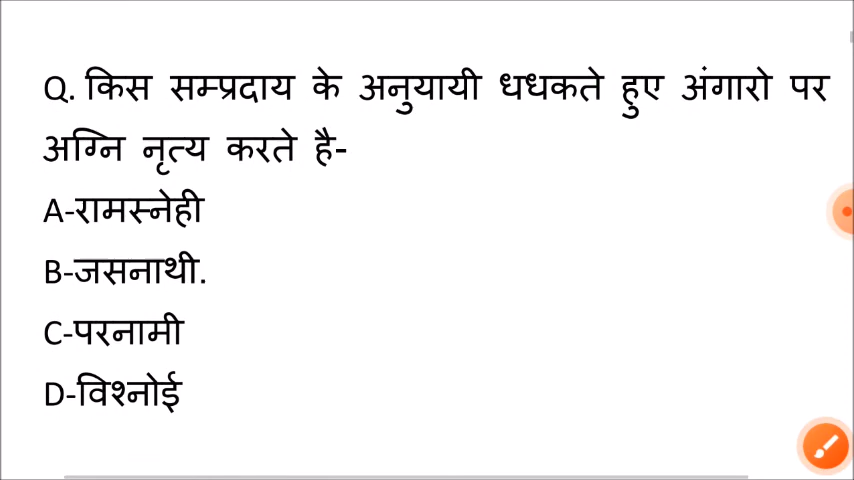 Q. किस सम्प्रदाय के अनुयायी धधकते हुए अंगारो पर
अग्नि नृत्य करते है-
A-रामस्नेही
B-जसनाथी.
C-परनामी
D-विश्नोई